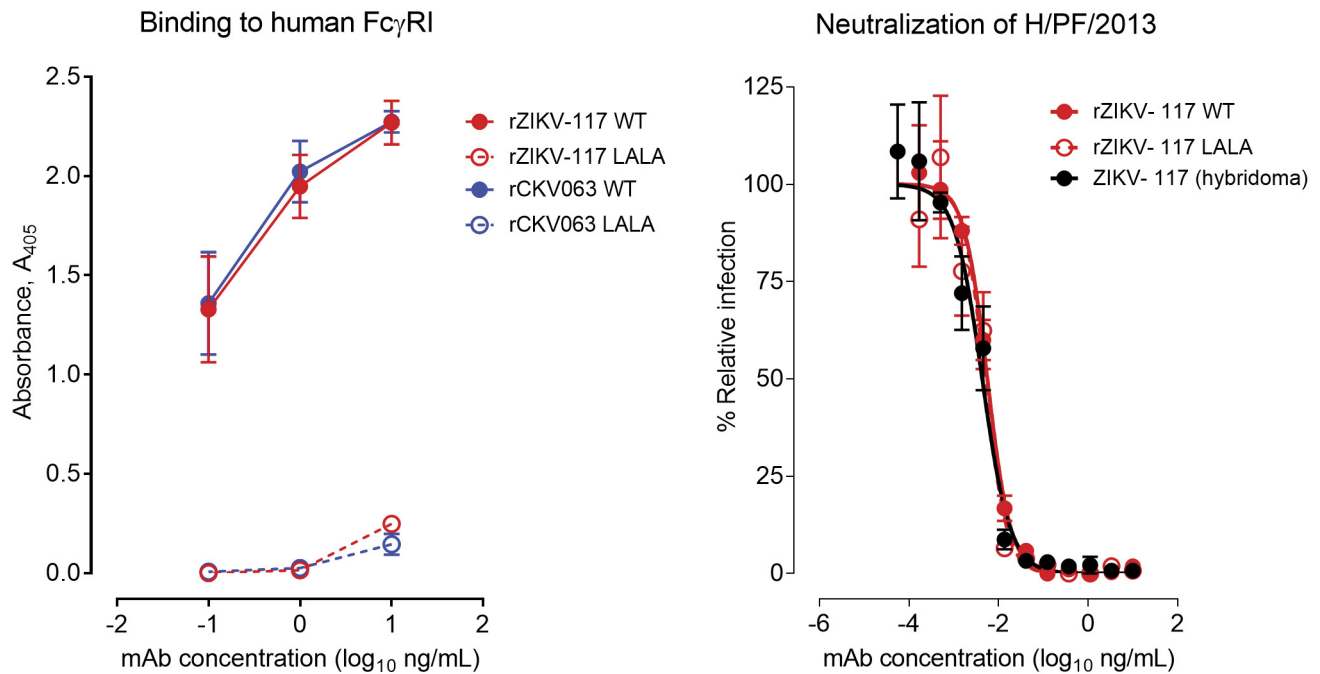 Binding to human FcγRI
2.5
2.0
1.5
1.0
0.5
0.0
Absorbance, A405
-2
-1
0
1
2
mAb concentration (log10 ng/mL)
rZIKV-117 WT
rZIKV-117 LALA
rCKV063 WT
rCKV063 LALA
Neutralization of H/PF/2013
125
100
75
50
25
0
% Relative infection
-6
-4
-2
0
2
mAb concentration (log10 ng/mL)
rZIKV- 117 WT
rZIKV- 117 LALA
ZIKV- 117 (hybridoma)